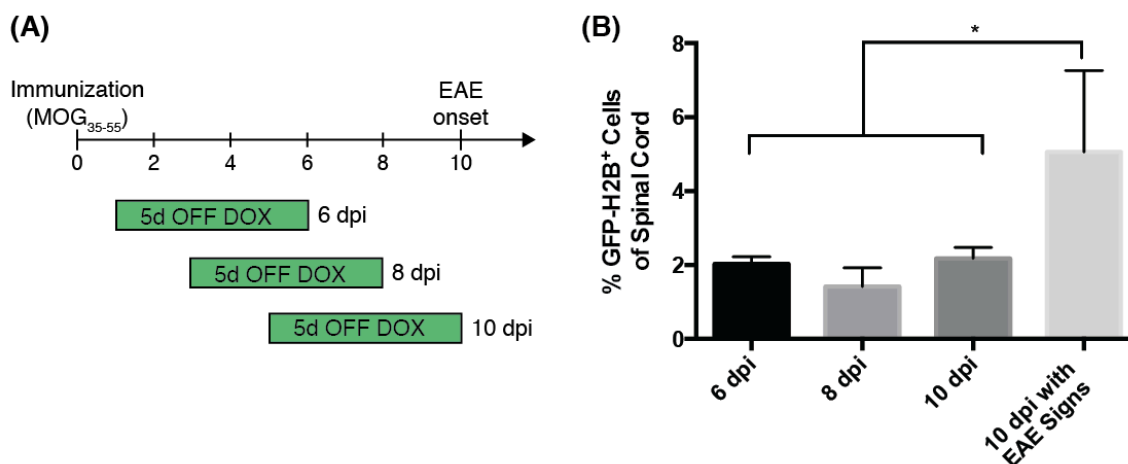 (A)
Immunization
(MOG35-55)
EAE
onset
0 2 4 6 8 10
5d OFF DOX 6 dpi
5d OFF DOX 8 dpi
5d OFF DOX 10 dpi
(B)
% GFP-H2B+ Cells
of Spinal Cord
8
6
4
2
0
*
6 dpi
8 dpi
10 dpi
10 dpi with
EAE Signs